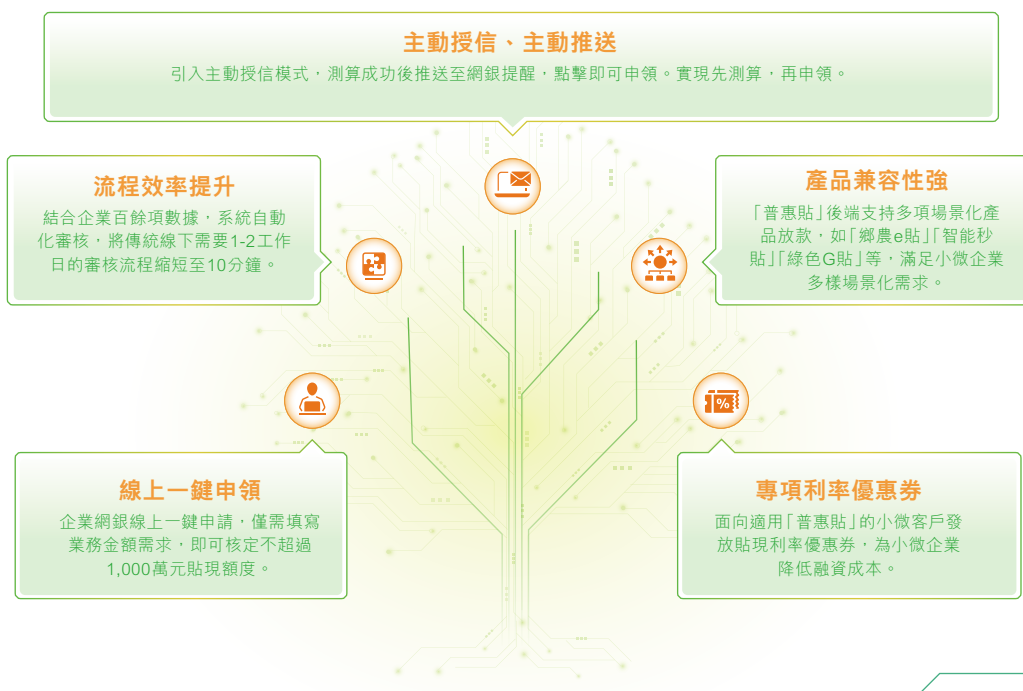 主動授信、主動推送
引入主動授信模式，測算成功後推送至網銀提醒，點擊即可申領。實現先測算，再申領。
流程效率提升
結合企業百餘項數據，系統自動
化審核，將傳統線下需要1-2工作
日的審核流程縮短至10分鐘。
產品兼容性強
「普惠貼」後端支持多項場景化產
品放款，如「鄉農e貼」「智能秒
貼」「綠色G貼」等，滿足小微企業
多樣場景化需求。
線上一鍵申領
企業網銀線上一鍵申請，僅需填寫
業務金額需求，即可核定不超過
1,000萬元貼現額度。
專項利率優惠券
面向適用「普惠貼」的小微客戶發
放貼現利率優惠券，為小微企業
降低融資成本。
%